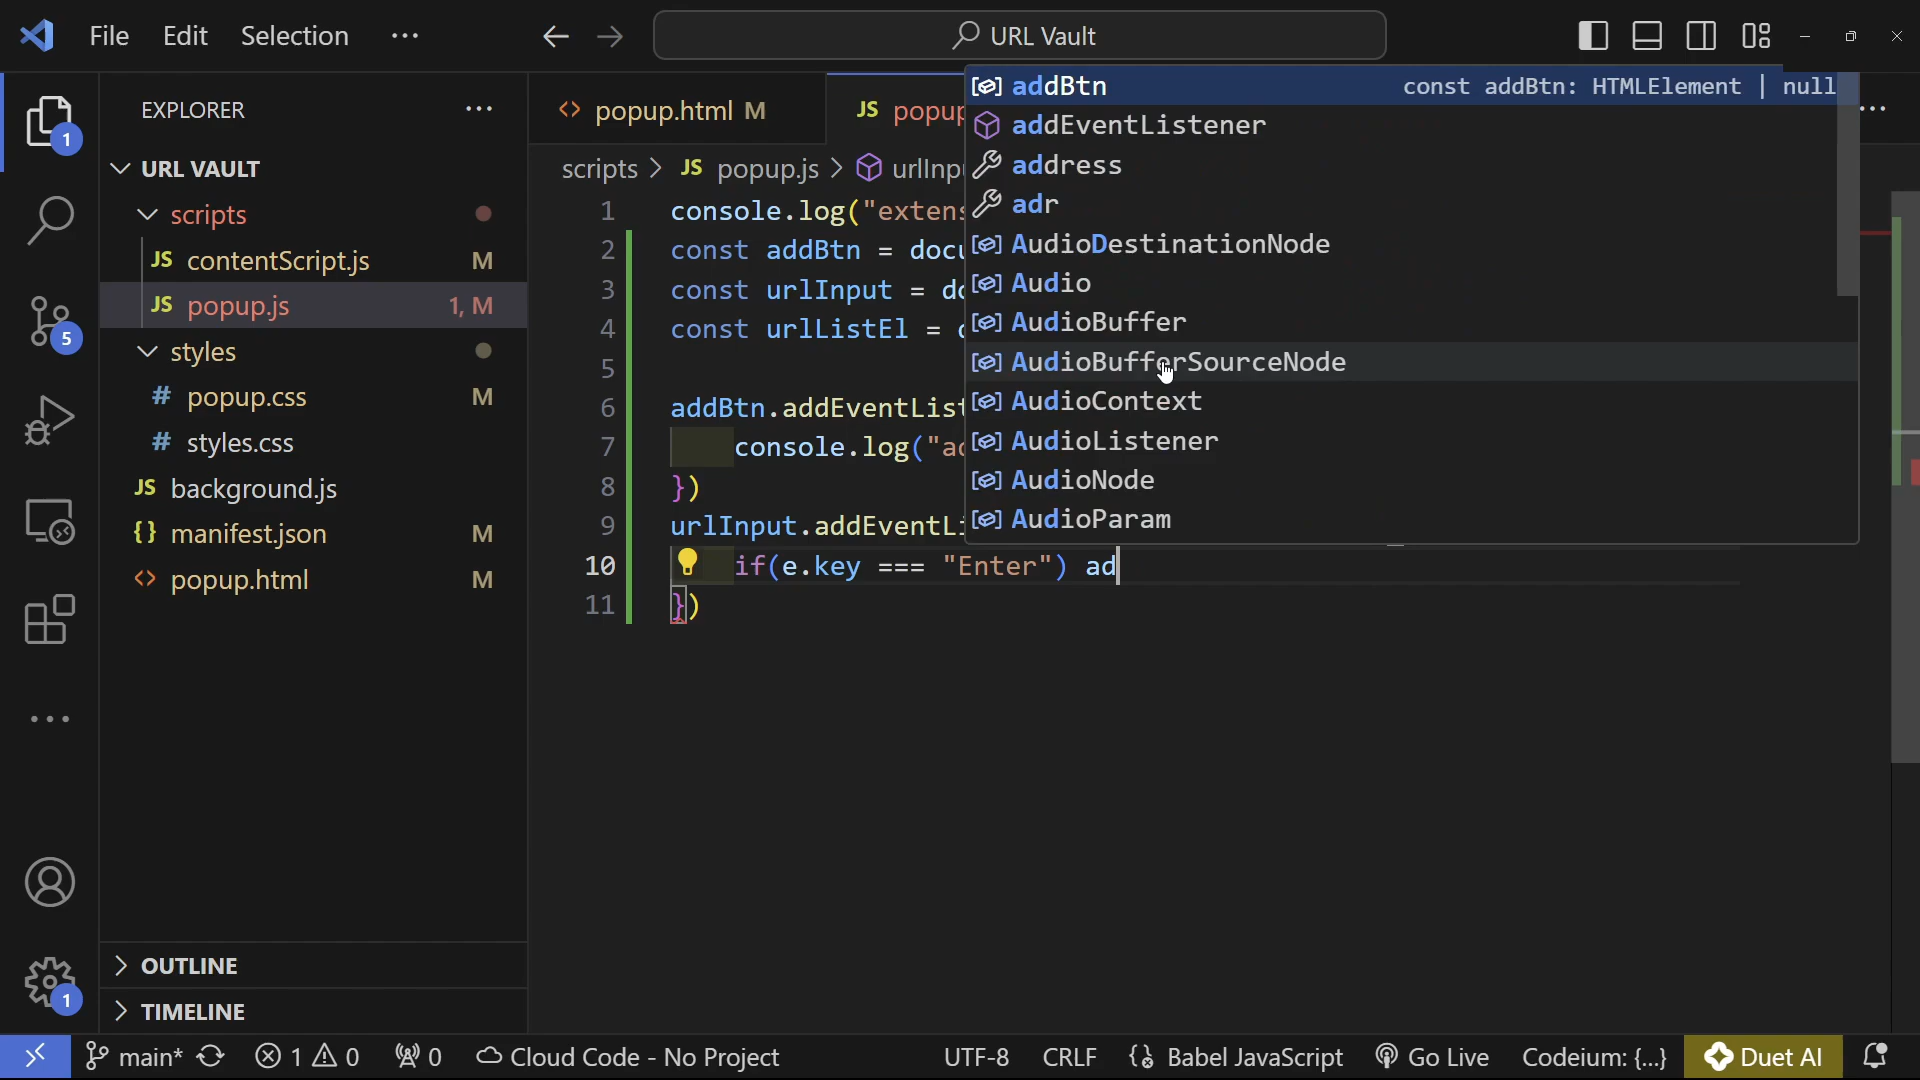 File Edit Selection ···
URL Vault
EXPLORER ···
URL VAULT
scripts
JS contentScript.js M
JS popup.js 1, M
styles
# popup.css M
# styles.css
JS background.js
{} manifest.json M
<> popup.html M
OUTLINE
TIMELINE
1
5
1
<> popup.html M
JS popup
scripts > JS popup.js > urlInpu
1 console.log("extens
2 const addBtn = docu
3 const urlInput = do
4 const urlListEl = d
5
6 addBtn.addEventList
7 console.log("ad
8 })
9 urlInput.addEventLi
10 if(e.key === "Enter") ad
11 })
addBtn const addBtn: HTMLElement | null
addEventListener
address
adr
AudioDestinationNode
Audio
AudioBuffer
AudioBufferSourceNode
AudioContext
AudioListener
AudioNode
AudioParam
main* 1 0 0 Cloud Code - No Project UTF-8 CRLF {} Babel JavaScript Go Live Codeium: {...} Duet AI